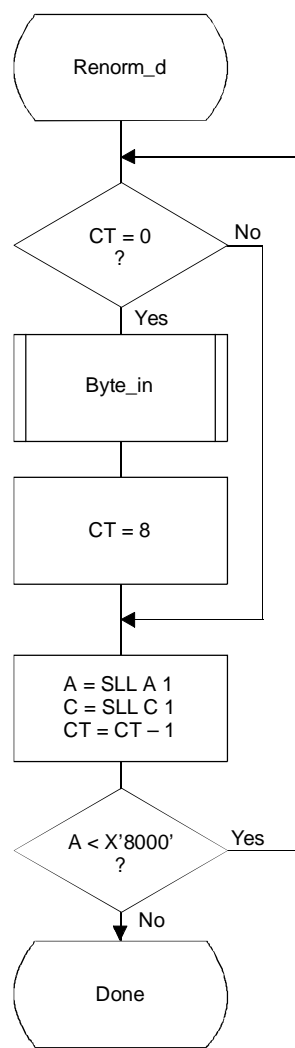 Renorm_d
CT = 0
?
No
Yes
Byte_in
CT = 8
A = SLL A 1
C = SLL C 1
CT = CT – 1
A < X'8000'
?
Yes
No
Done